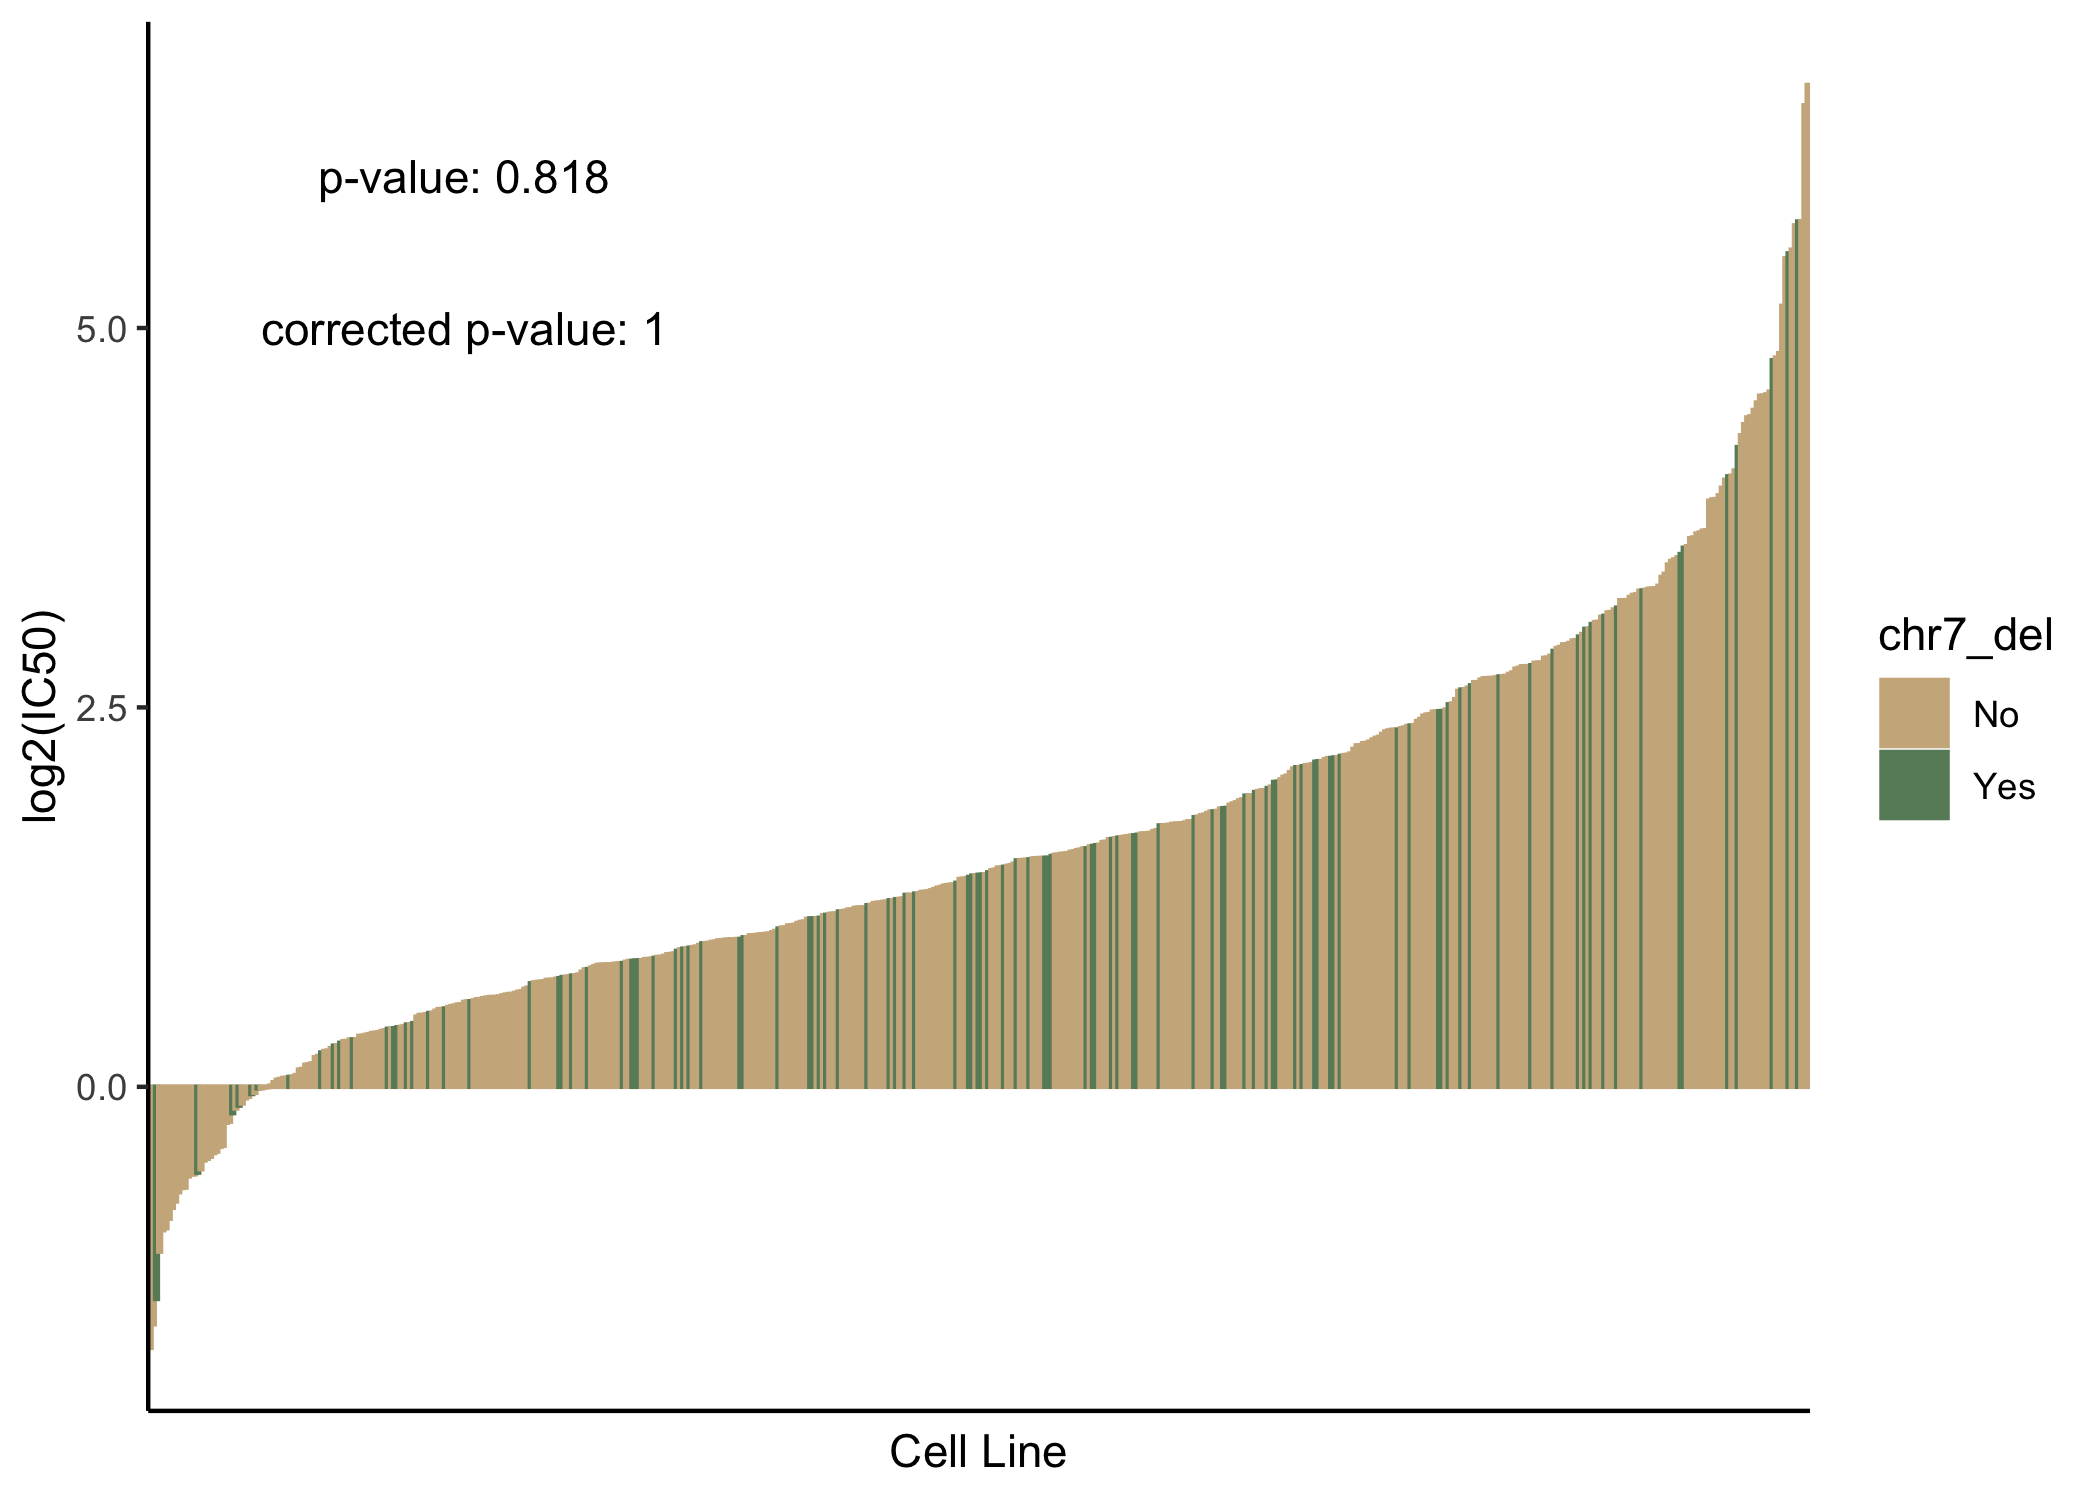 p-value: 0.818
corrected p-value: 1
5.0
2.5
0.0
log2(IC50)
Cell Line
chr7_del
No
Yes